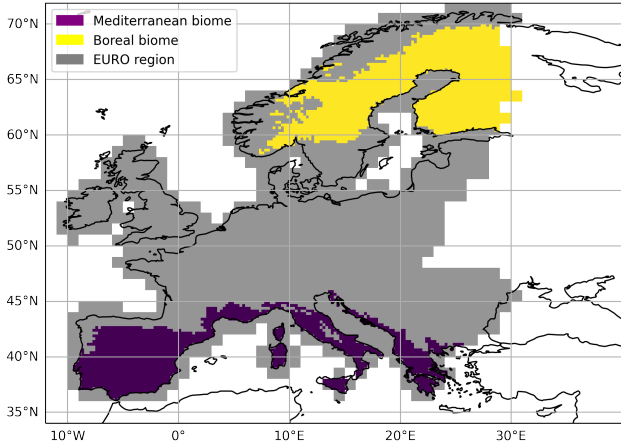 Mediterranean biome
Boreal biome
EURO region
70°N
65°N
60°N
55°N
50°N
45°N
40°N
35°N
10°W 0° 10°E 20°E 30°E